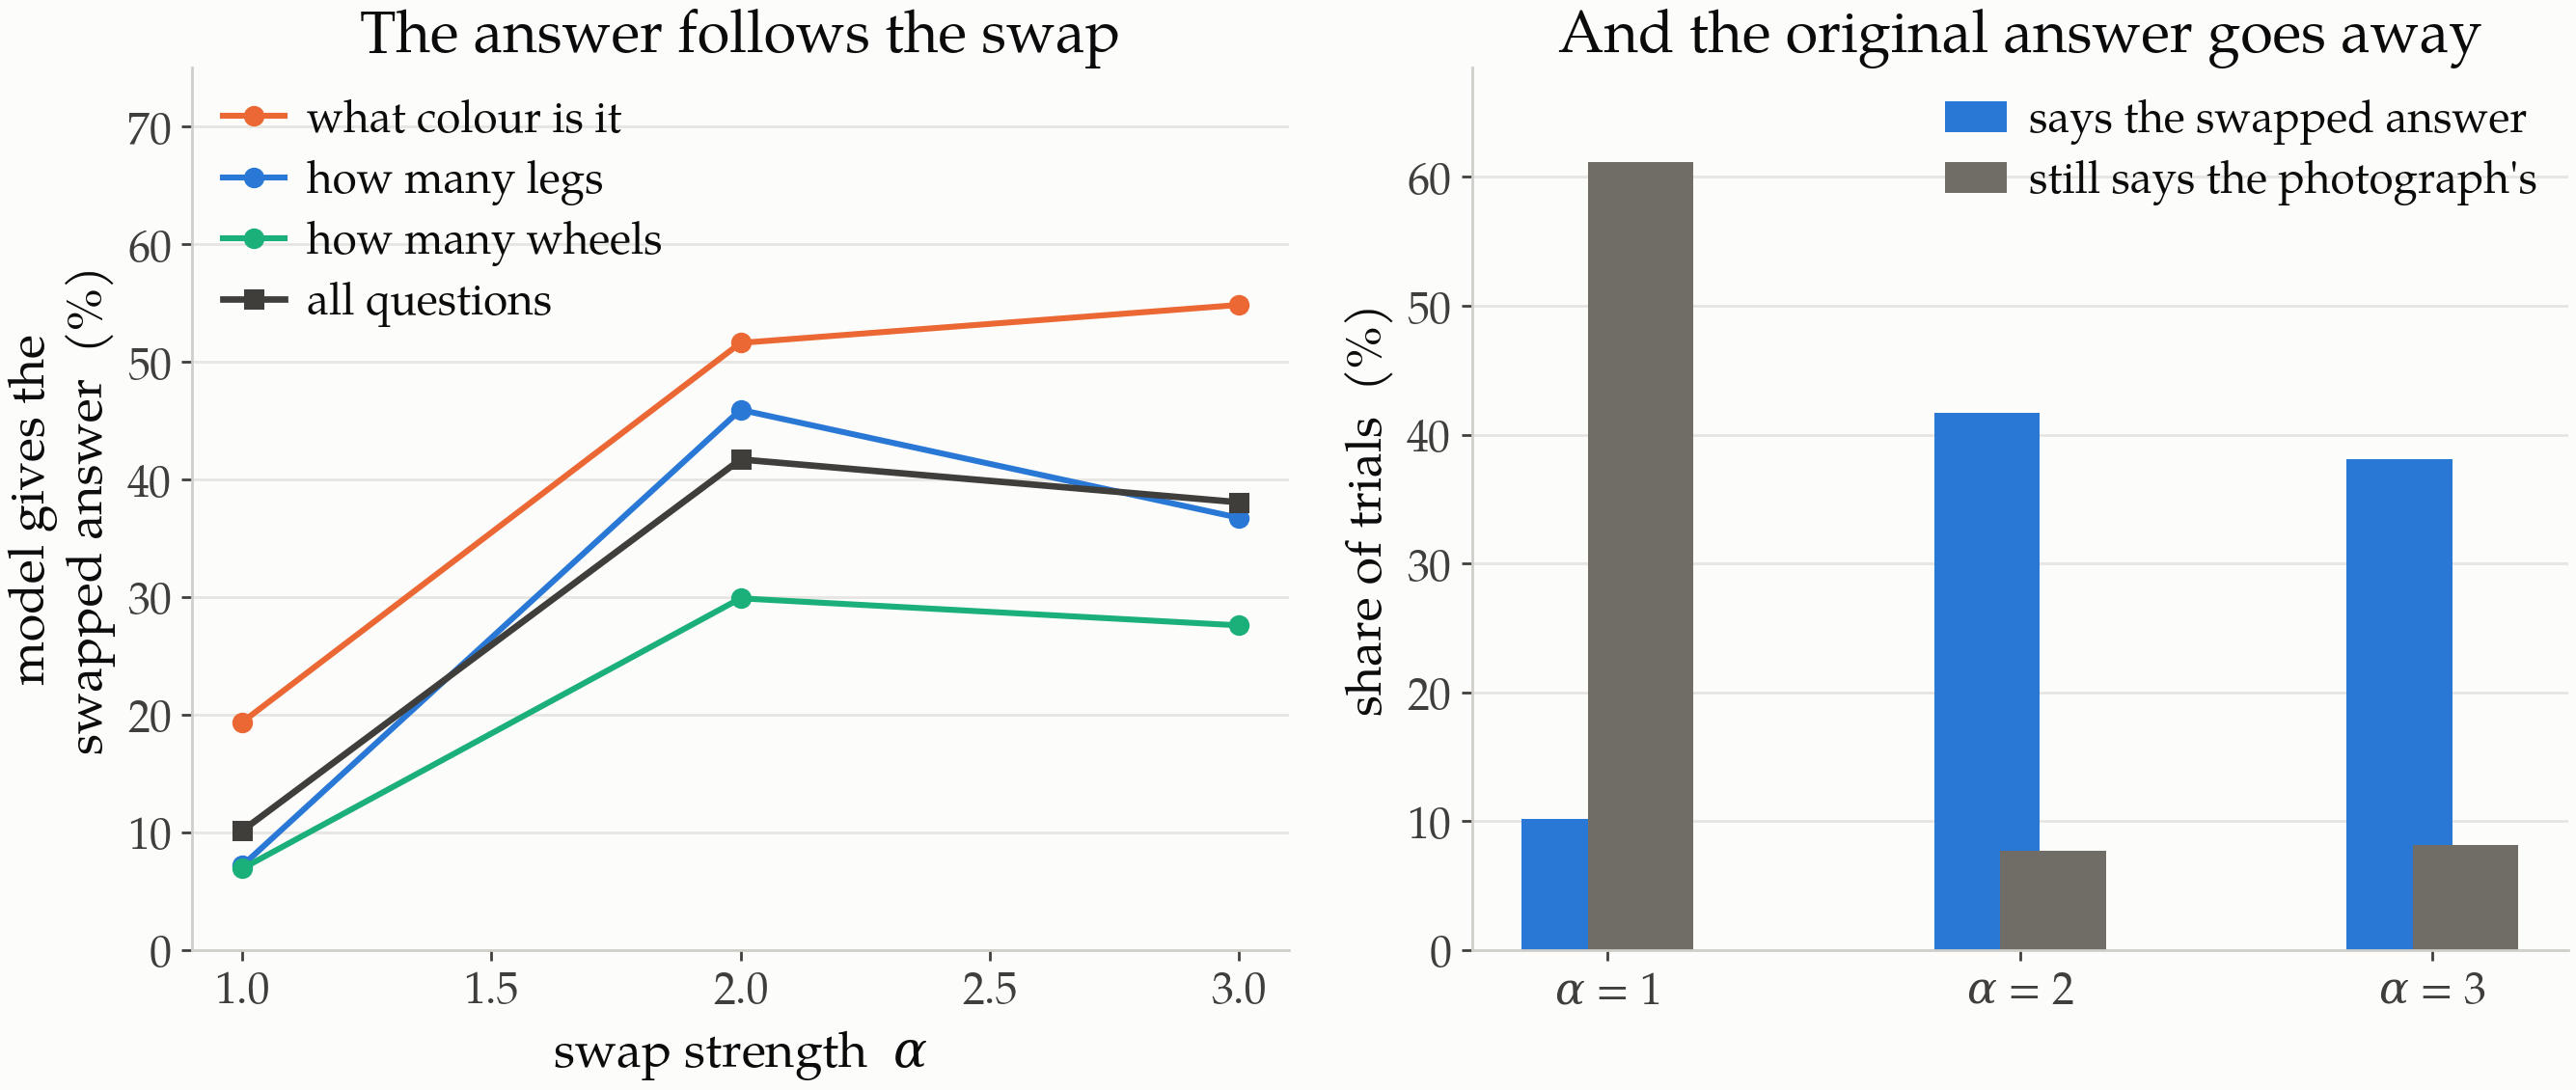 The answer follows the swap
model gives the
swapped answer (%)
70
60
50
40
30
20
10
0
what colour is it
how many legs
how many wheels
all questions
1.0 1.5 2.0 2.5 3.0
swap strength α
And the original answer goes away
share of trials (%)
60
50
40
30
20
10
0
says the swapped answer
still says the photograph's
α = 1 α = 2 α = 3